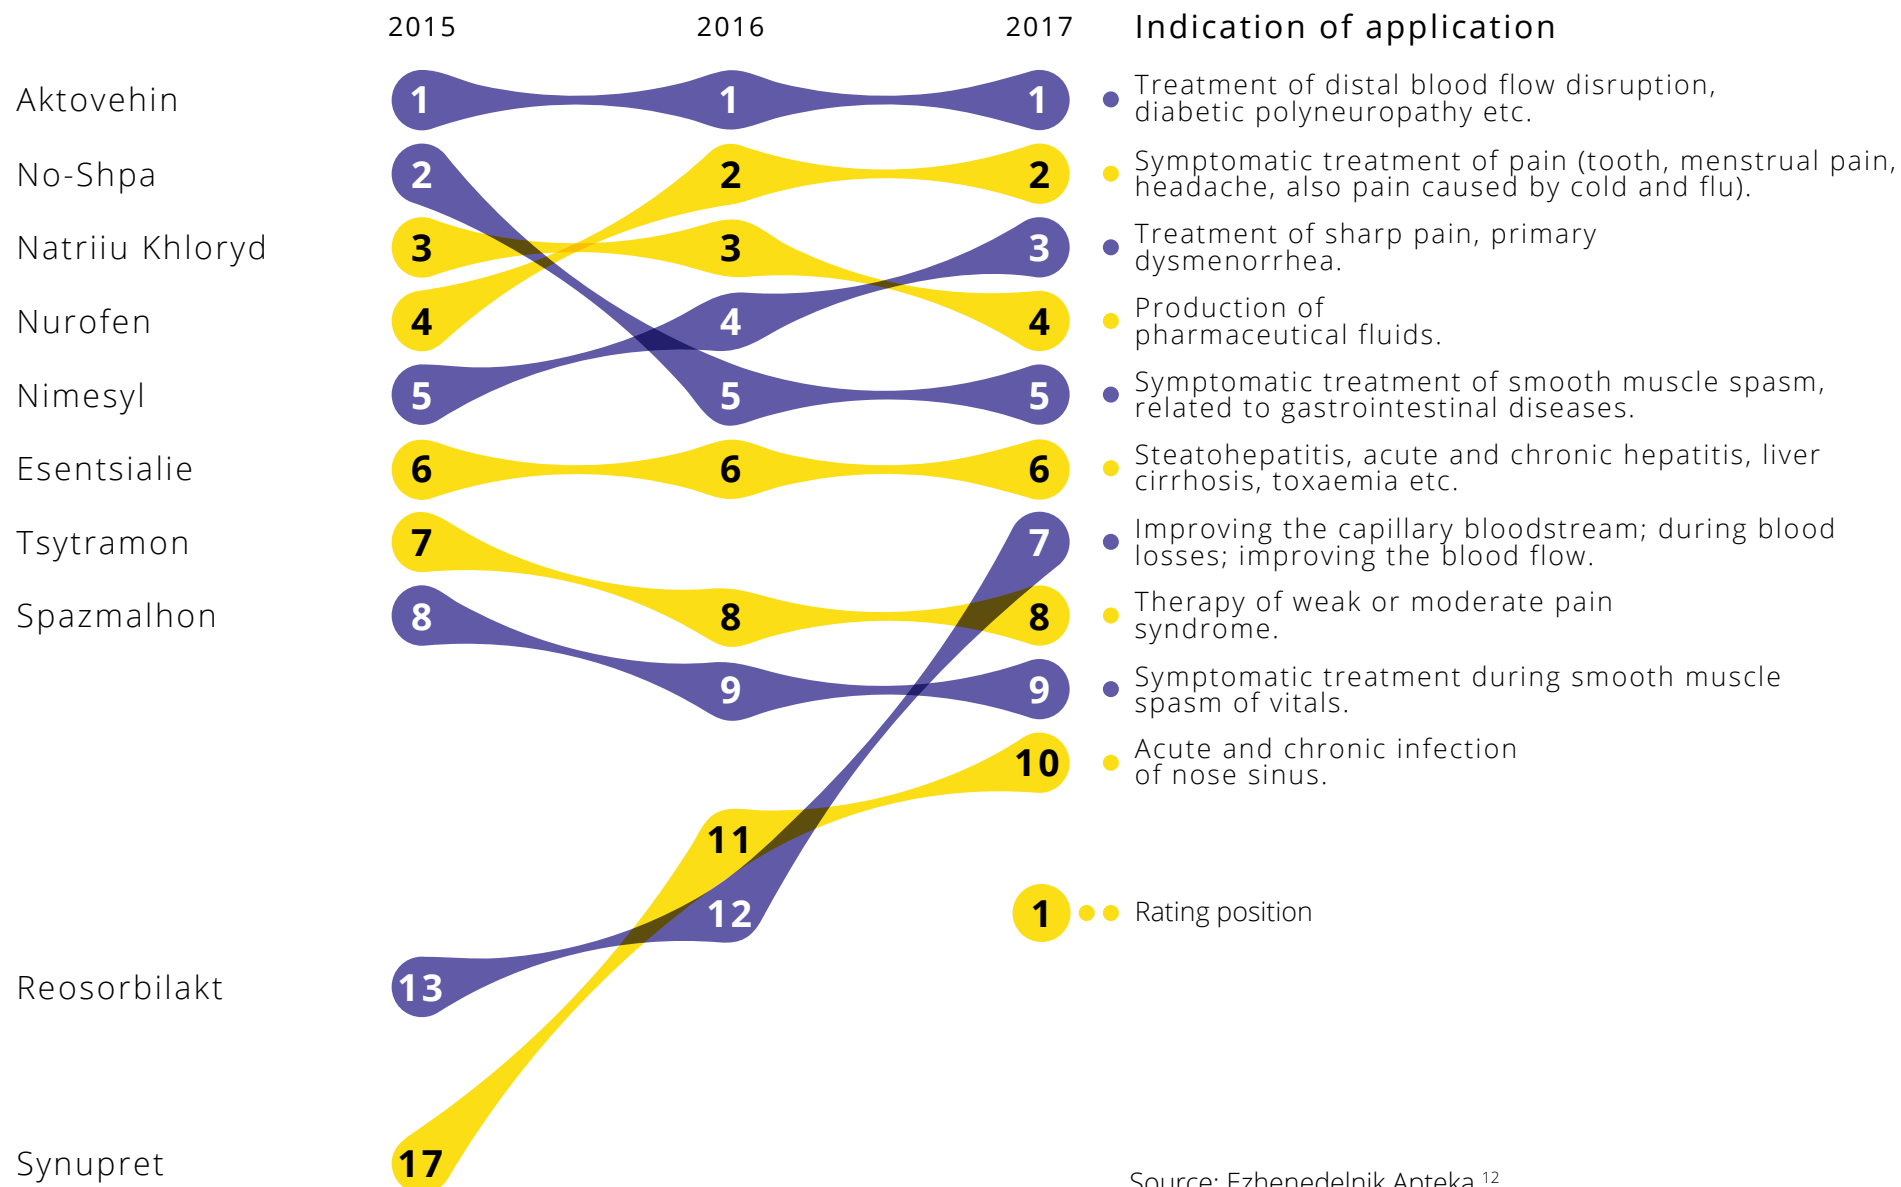 2015 2016 2017 Indication of application
Aktovehin 1 1 1 Treatment of distal blood flow disruption,
diabetic polyneuropathy etc.
No-Shpa 2 2 2 Symptomatic treatment of pain (tooth, menstrual pain,
headache, also pain caused by cold and flu).
Natriiu Khloryd 3 3 3 Treatment of sharp pain, primary
dysmenorrhea.
Nurofen 4 4 4 Production of
pharmaceutical fluids.
Nimesyl 5 5 5 Symptomatic treatment of smooth muscle spasm,
related to gastrointestinal diseases.
Esentsialie 6 6 6 Steatohepatitis, acute and chronic hepatitis, liver
cirrhosis, toxaemia etc.
Tsytramon 7 7 Improving the capillary bloodstream; during blood
losses; improving the blood flow.
Spazmalhon 8 8 8 Therapy of weak or moderate pain
syndrome.
9 9 Symptomatic treatment during smooth muscle
spasm of vitals.
10 Acute and chronic infection
of nose sinus.
11
12 1 Rating position
Reosorbilakt 13
Synupret 17
Source: Ezhenedelnik Apteka 12